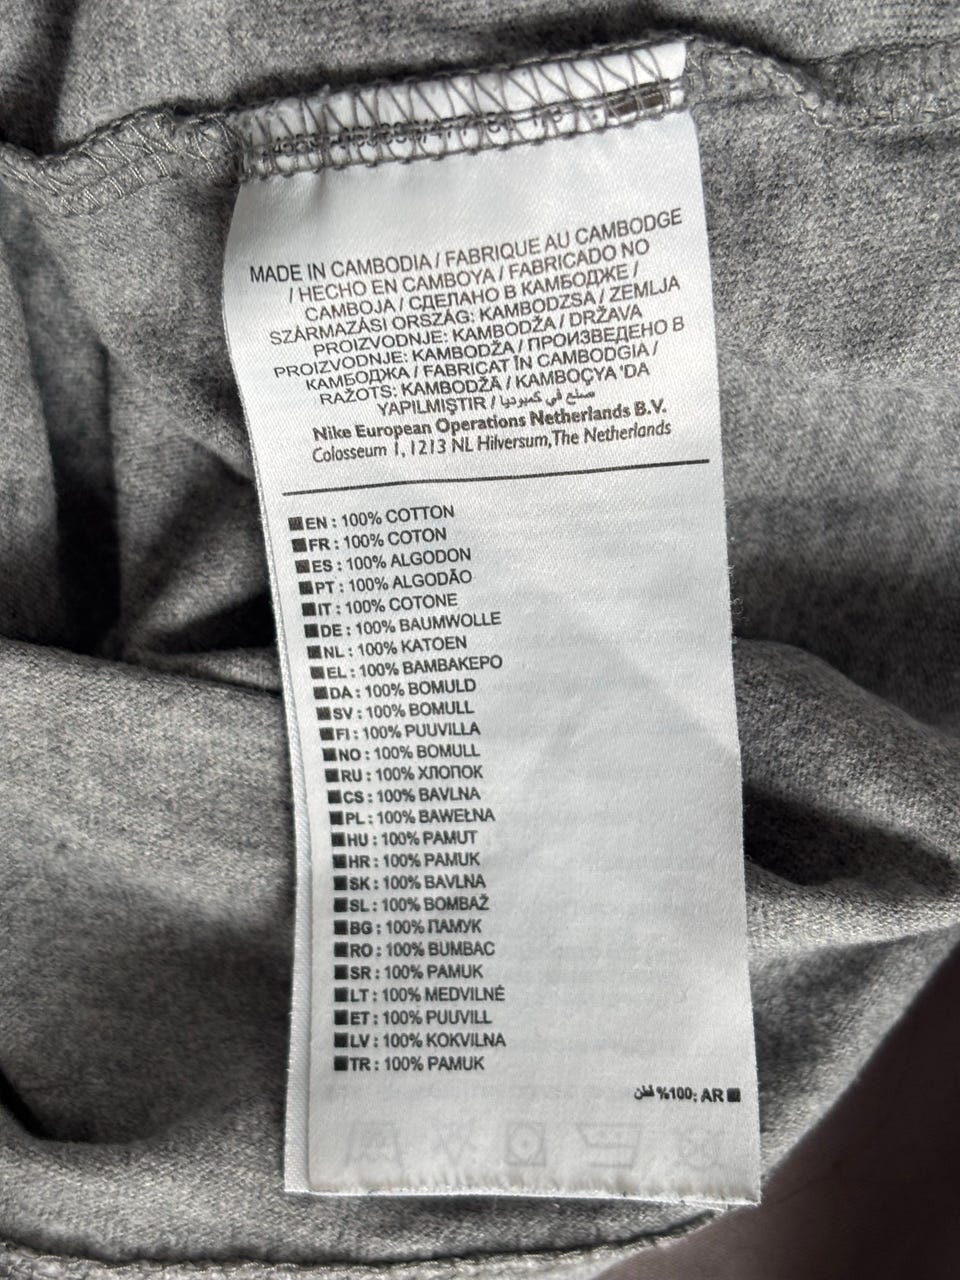 MADE IN CAMBODIA / FABRIQUE AU CAMBODGE
/ HECHO EN CAMBOYA / FABRICADO NO
CAMBOJA / СДЕЛАНО В КАМБОДЖЕ /
SZÁRMAZÁSI ORSZÁG: KAMBODZSA / ZEMLJA
PROIZVODNJE: KAMBODŽA / DRŽAVA
PROIZVODNJE: KAMBODŽA / ПРОИЗВЕДЕНО В
КАМБОДЖА / FABRICAT ÎN CAMBODGIA /
RAŽOTS: KAMBODŽĀ / KAMBOÇYA 'DA
YAPILMIŞTIR / صنع في كمبوديا
Nike European Operations Netherlands B.V.
Colosseum 1, 1213 NL Hilversum, The Netherlands
EN : 100% COTTON
FR : 100% COTON
ES : 100% ALGODON
PT : 100% ALGODÃO
IT : 100% COTONE
DE : 100% BAUMWOLLE
NL : 100% KATOEN
EL : 100% ΒΑΜΒΑΚΕΡΟ
DA : 100% BOMULD
SV : 100% BOMULL
FI : 100% PUUVILLA
NO : 100% BOMULL
RU : 100% ХЛОПОК
CS : 100% BAVLNA
PL : 100% BAWEŁNA
HU : 100% PAMUT
HR : 100% PAMUK
SK : 100% BAVLNA
SL : 100% BOMBAŽ
BG : 100% ПАМУК
RO : 100% BUMBAC
SR : 100% PAMUK
LT : 100% MEDVILNĖ
ET : 100% PUUVILL
LV : 100% KOKVILNA
TR : 100% PAMUK
AR :100% قطن